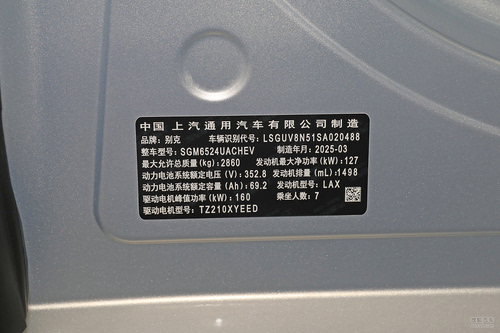 中国 上汽通用汽车有限公司制造
品牌：别克 车辆识别代号：LSGUV8N51SA020488
整车型号：SGM6524UACHEV 制造年月：2025-03
最大允许总质量(kg)：2860 发动机最大净功率(kW)：127
动力电池系统额定电压(V)：352.8 发动机排量(mL)：1498
动力电池系统额定容量(Ah)：69.2 发动机型号：LAX
驱动电机峰值功率(kW)：160 乘坐人数：7
驱动电机型号：TZ210XYEED